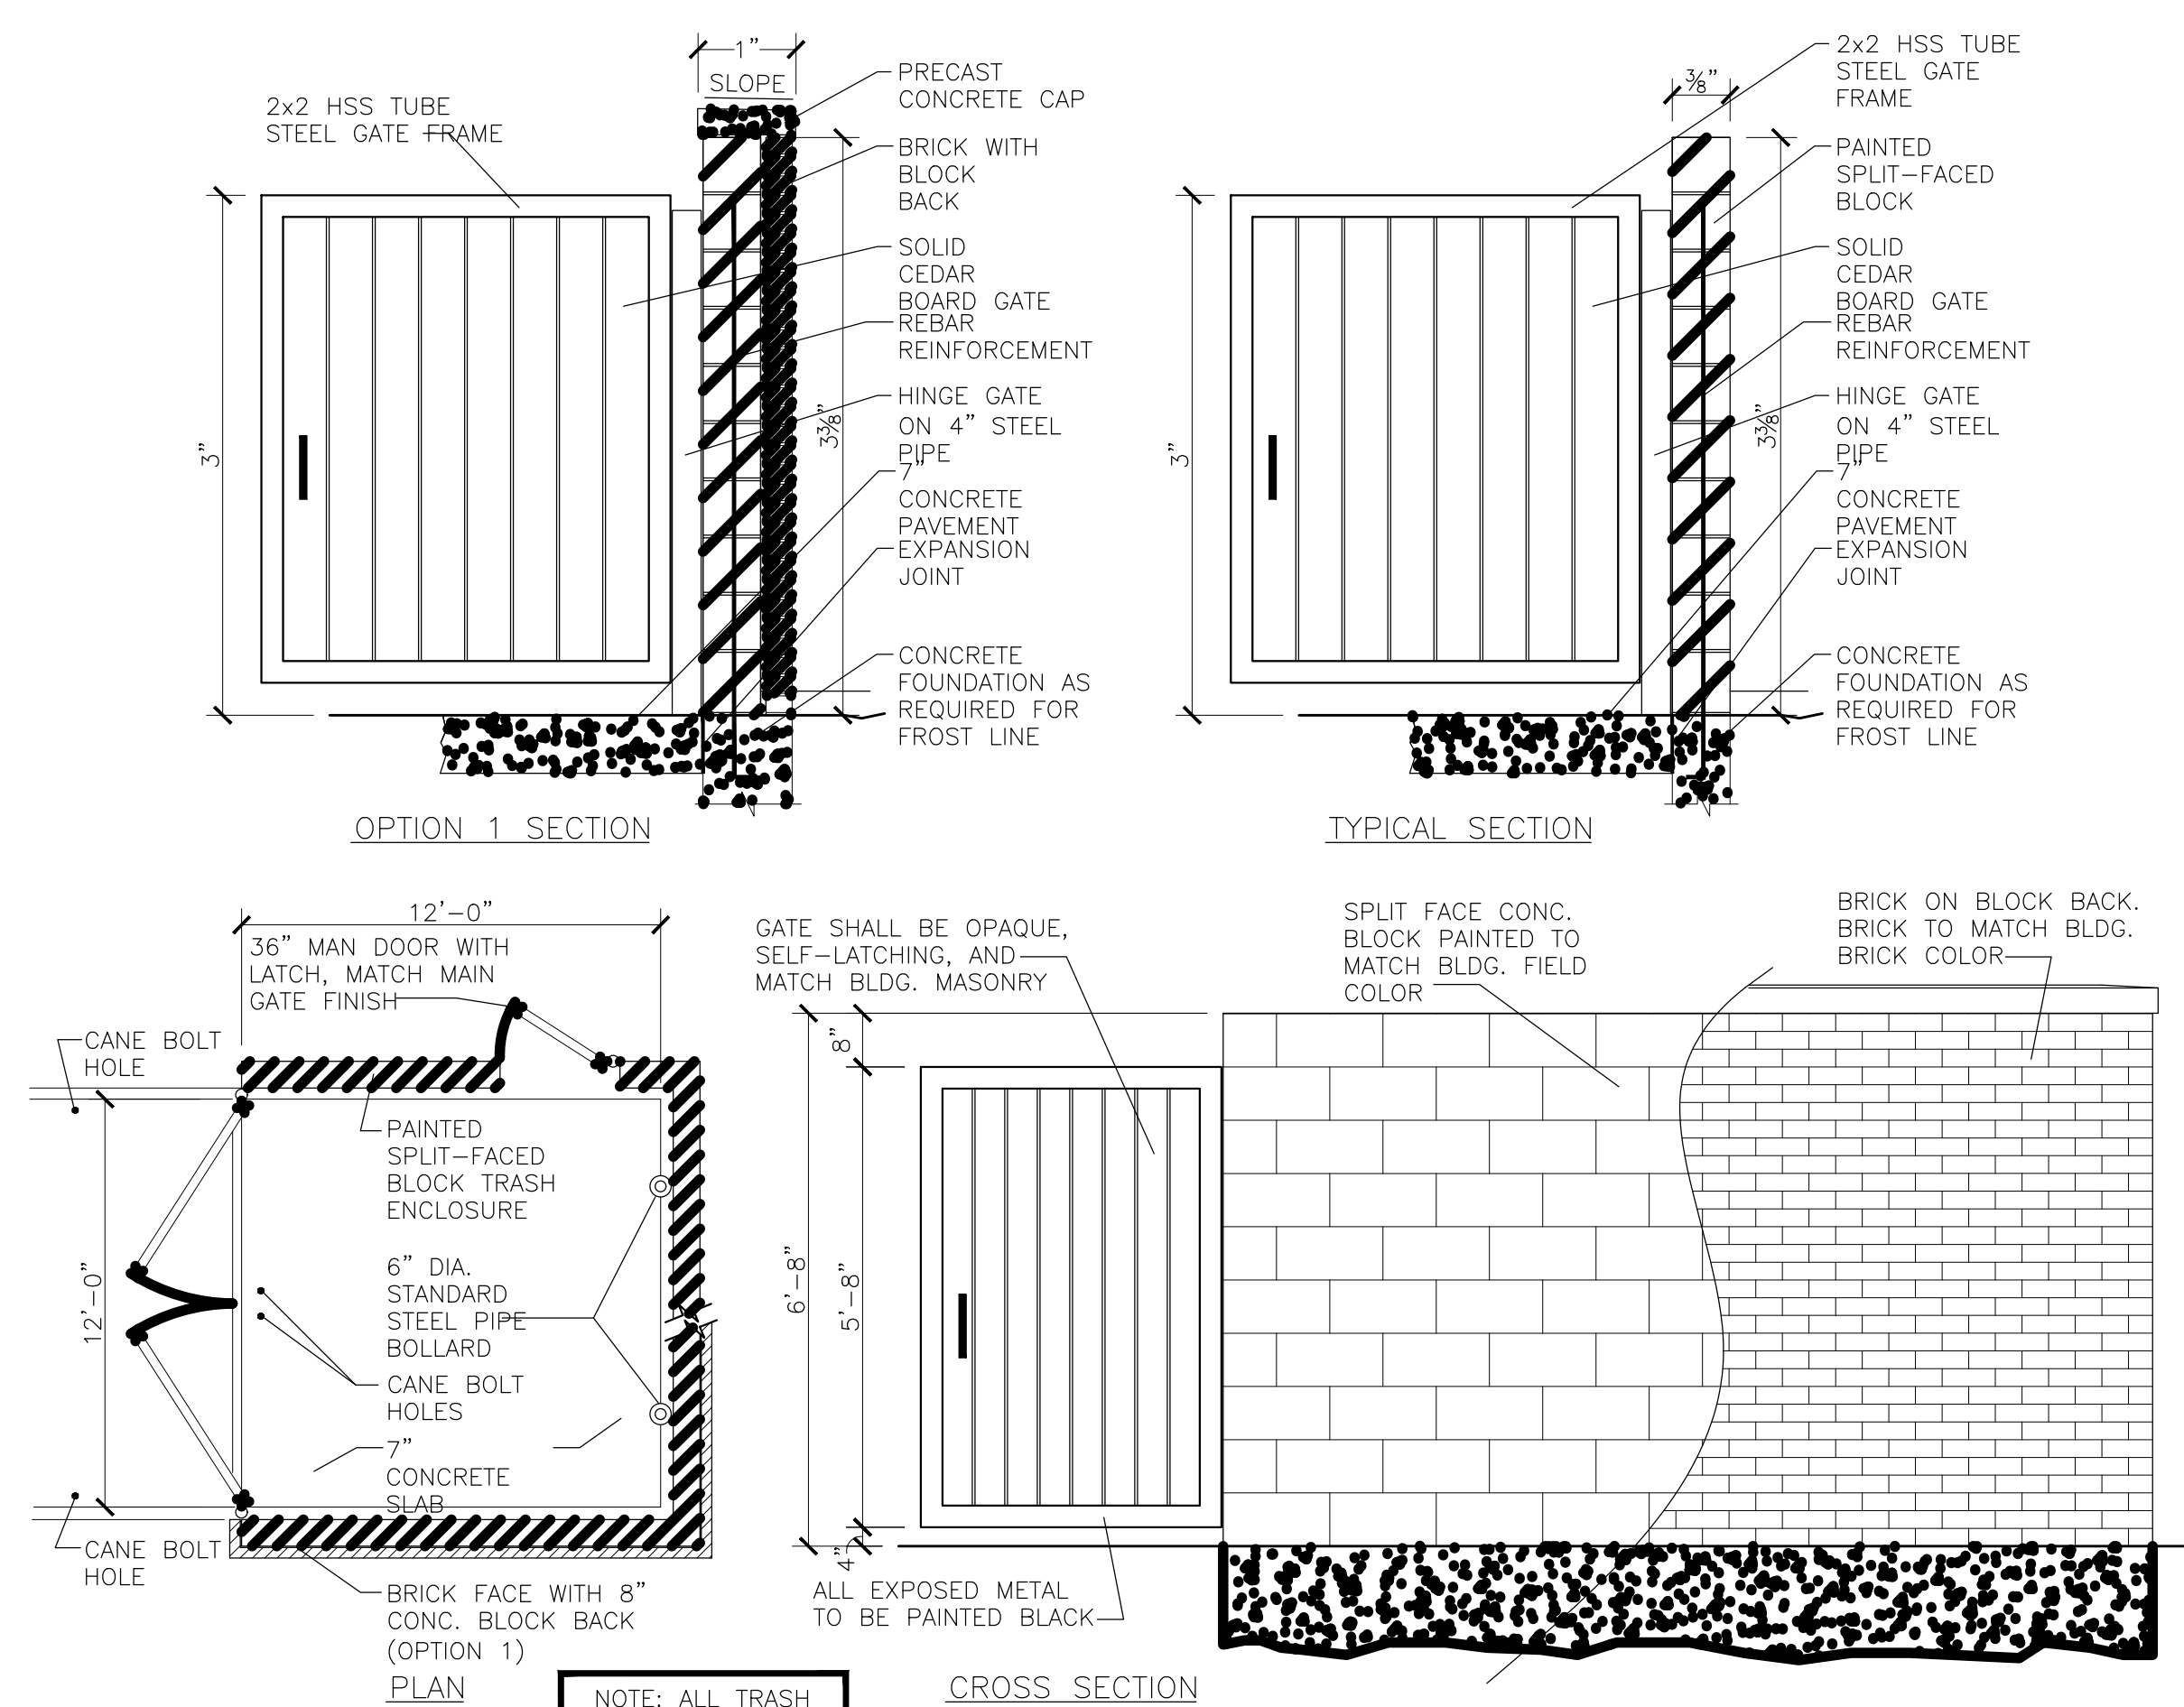 1"
SLOPE
2x2 HSS TUBE
STEEL GATE FRAME
3"
PRECAST
CONCRETE CAP
BRICK WITH
BLOCK
BACK
SOLID
CEDAR
BOARD GATE
REBAR
REINFORCEMENT
HINGE GATE
ON 4" STEEL
PIPE
7"
CONCRETE
PAVEMENT
EXPANSION
JOINT
CONCRETE
FOUNDATION AS
REQUIRED FOR
FROST LINE
3⅜"
OPTION 1 SECTION
⅜"
2x2 HSS TUBE
STEEL GATE
FRAME
PAINTED
SPLIT-FACED
BLOCK
SOLID
CEDAR
BOARD GATE
REBAR
REINFORCEMENT
HINGE GATE
ON 4" STEEL
PIPE
7"
CONCRETE
PAVEMENT
EXPANSION
JOINT
CONCRETE
FOUNDATION AS
REQUIRED FOR
FROST LINE
3"
3⅜"
TYPICAL SECTION
12'-0"
36" MAN DOOR WITH
LATCH, MATCH MAIN
GATE FINISH
CANE BOLT
HOLE
PAINTED
SPLIT-FACED
BLOCK TRASH
ENCLOSURE
12'-0"
6" DIA.
STANDARD
STEEL PIPE
BOLLARD
CANE BOLT
HOLES
7"
CONCRETE
SLAB
CANE BOLT
HOLE
BRICK FACE WITH 8"
CONC. BLOCK BACK
(OPTION 1)
PLAN
NOTE: ALL TRASH
GATE SHALL BE OPAQUE,
SELF-LATCHING, AND
MATCH BLDG. MASONRY
SPLIT FACE CONC.
BLOCK PAINTED TO
MATCH BLDG. FIELD
COLOR
BRICK ON BLOCK BACK.
BRICK TO MATCH BLDG.
BRICK COLOR
8"
6'-8"
5'-8"
4"
ALL EXPOSED METAL
TO BE PAINTED BLACK
CROSS SECTION